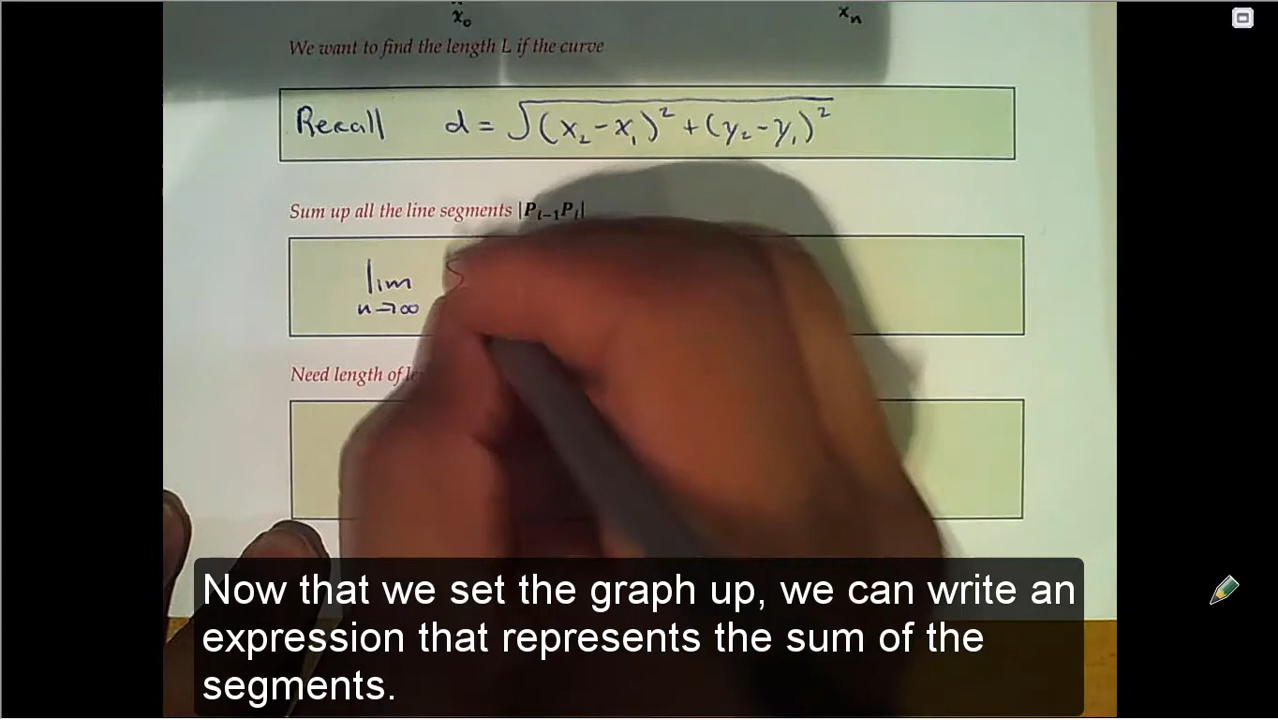 x₀ xₙ
We want to find the length L if the curve
Recall d = √(x₂ - x₁)² + (y₂ - y₁)²
Sum up all the line segments |Pᵢ₋₁Pᵢ|
lim
n→∞
Need length of
Now that we set the graph up, we can write an
expression that represents the sum of the
segments.